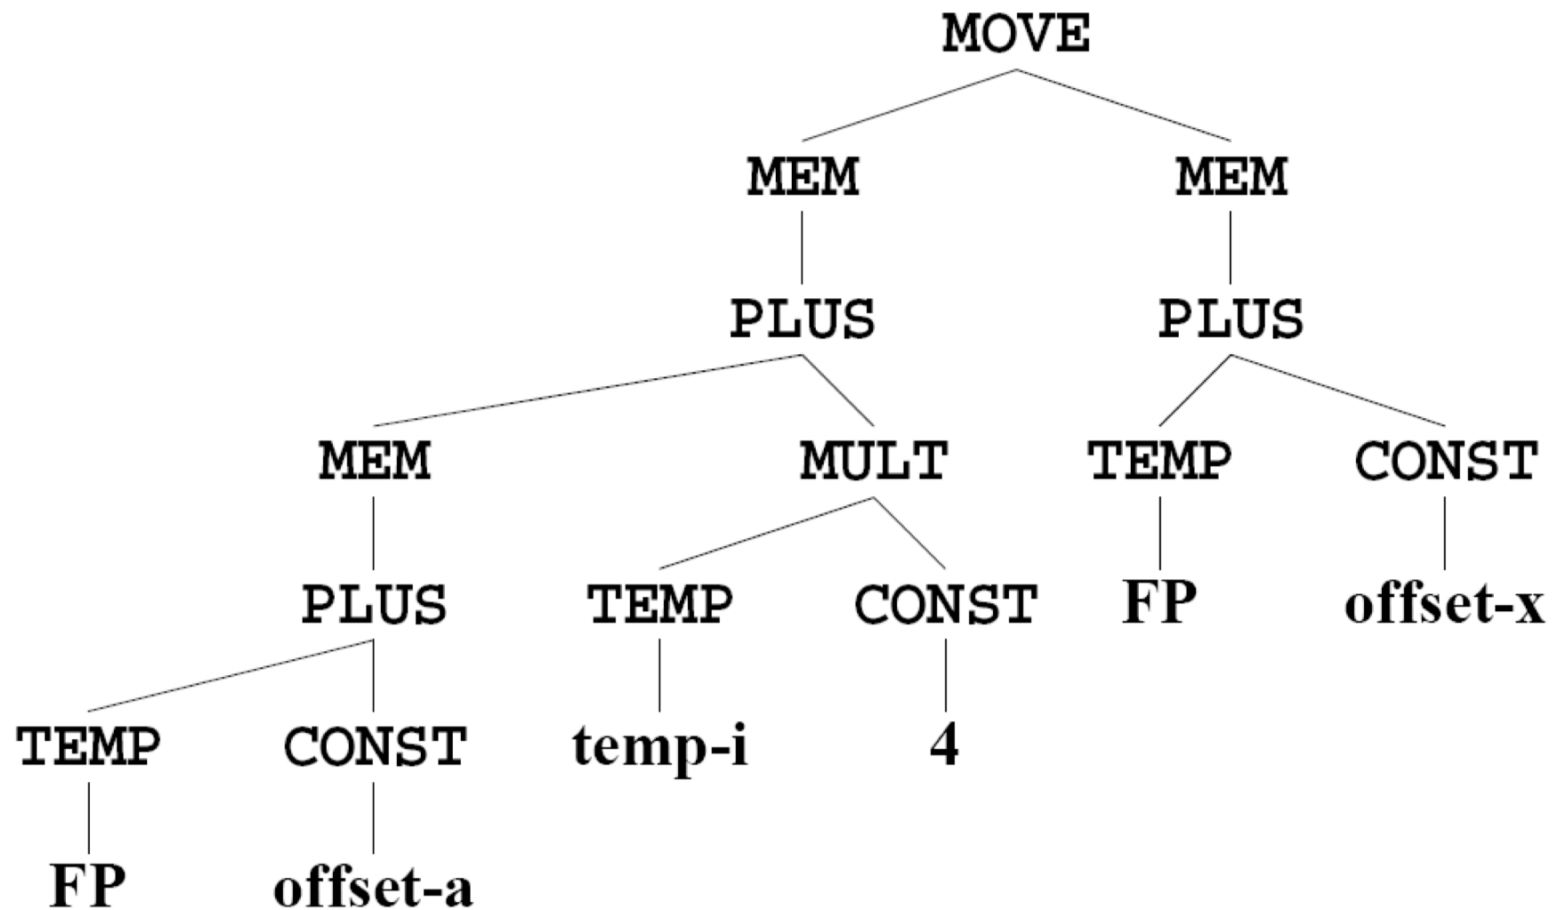 MOVE
MEM MEM
PLUS PLUS
MEM MULT TEMP CONST
PLUS TEMP CONST FP offset-x
TEMP CONST temp-i 4
FP offset-a